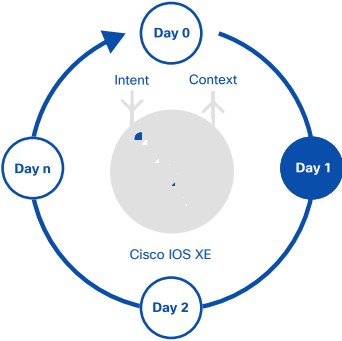 Day 0
Intent
Context
Day n
Day 1
Cisco IOS XE
Day 2